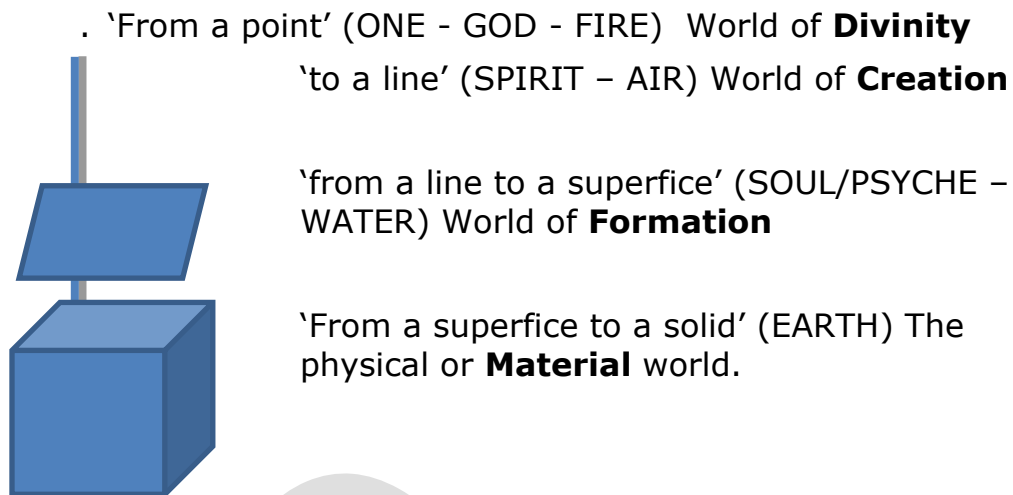 . ‘From a point’ (ONE - GOD - FIRE)  World of Divinity
‘to a line’ (SPIRIT – AIR) World of Creation
‘from a line to a superfice’ (SOUL/PSYCHE –
WATER) World of Formation
‘From a superfice to a solid’ (EARTH) The
physical or Material world.